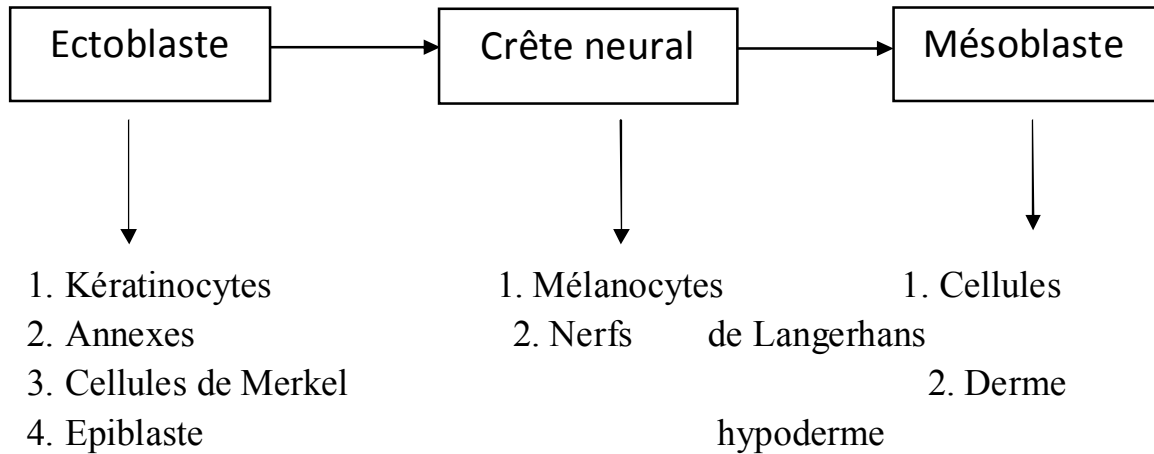 Ectoblaste Crête neural Mésoblaste
1. Kératinocytes 1. Mélanocytes 1. Cellules
2. Annexes 2. Nerfs de Langerhans
3. Cellules de Merkel 2. Derme
4. Epiblaste hypoderme